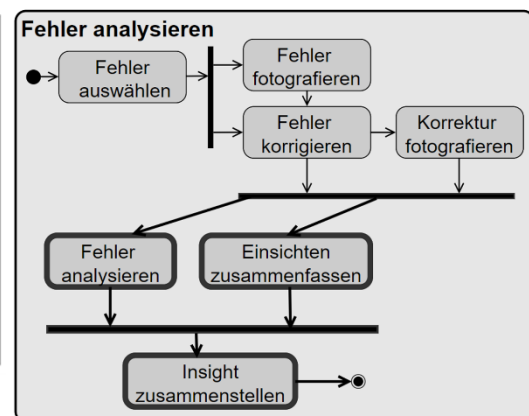 Fehler analysieren
Fehler
auswählen
Fehler
fotografieren
Fehler
korrigieren
Korrektur
fotografieren
Fehler
analysieren
Einsichten
zusammenfassen
Insight
zusammenstellen